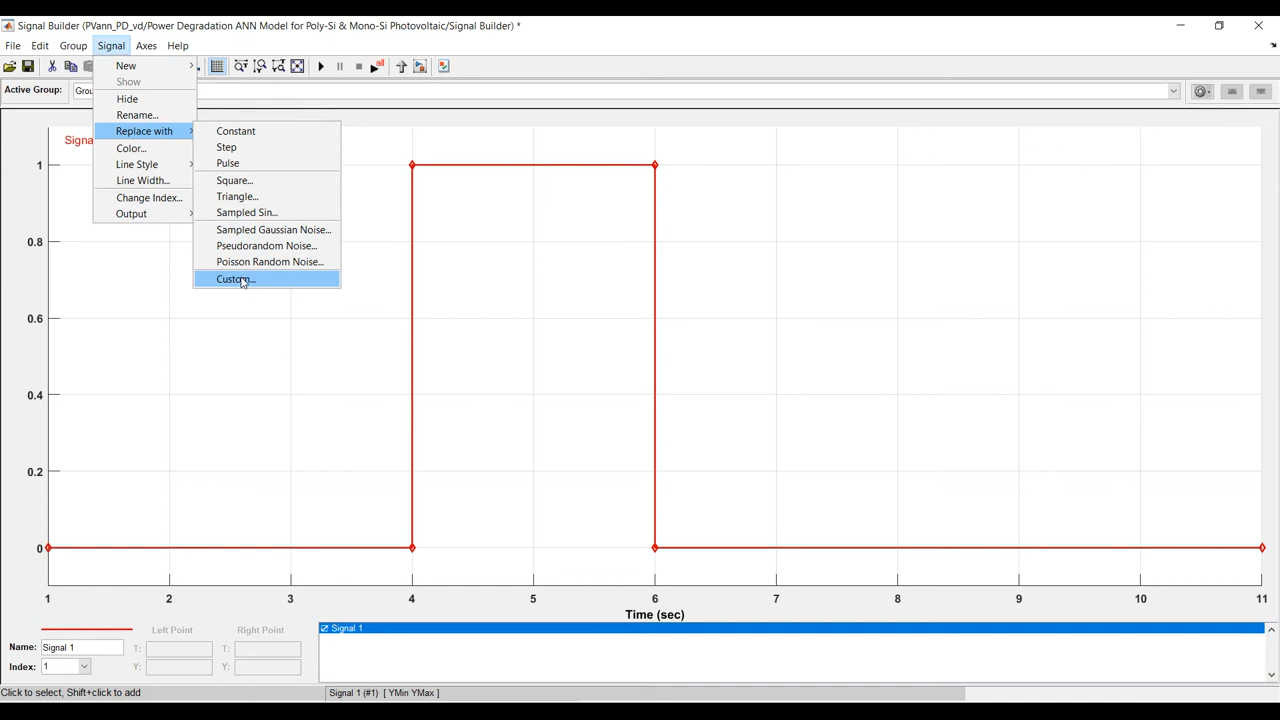 Signal Builder (PVann_PD_vd/Power Degradation ANN Model for Poly-Si & Mono-Si Photovoltaic/Signal Builder) *
File Edit Group Signal Axes Help
all
Active Group:
New
Show
Hide
Rename...
Replace with
Color...
Line Style
Line Width...
Change Index...
Output
Constant
Step
Pulse
Square...
Triangle...
Sampled Sin...
Sampled Gaussian Noise...
Pseudorandom Noise...
Poisson Random Noise...
Custom...
1
0.8
0.6
0.4
0.2
0
1 2 3 4 5 6 7 8 9 10 11
Time (sec)
Left Point Right Point
Name: Signal 1 T: T:
Index: 1 Y: Y:
Signal 1
Click to select, Shift+click to add
Signal 1 (#1) [ YMin YMax ]